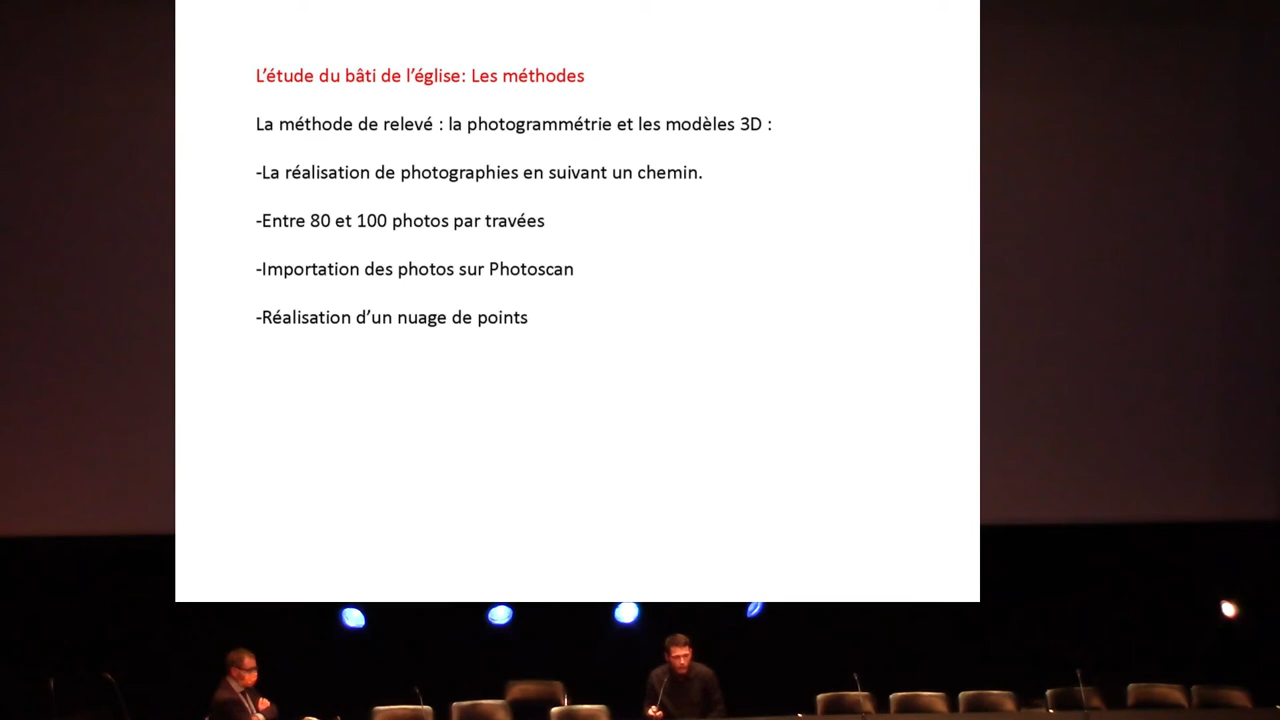 L’étude du bâti de l’église: Les méthodes
La méthode de relevé : la photogrammétrie et les modèles 3D :
-La réalisation de photographies en suivant un chemin.
-Entre 80 et 100 photos par travées
-Importation des photos sur Photoscan
-Réalisation d’un nuage de points